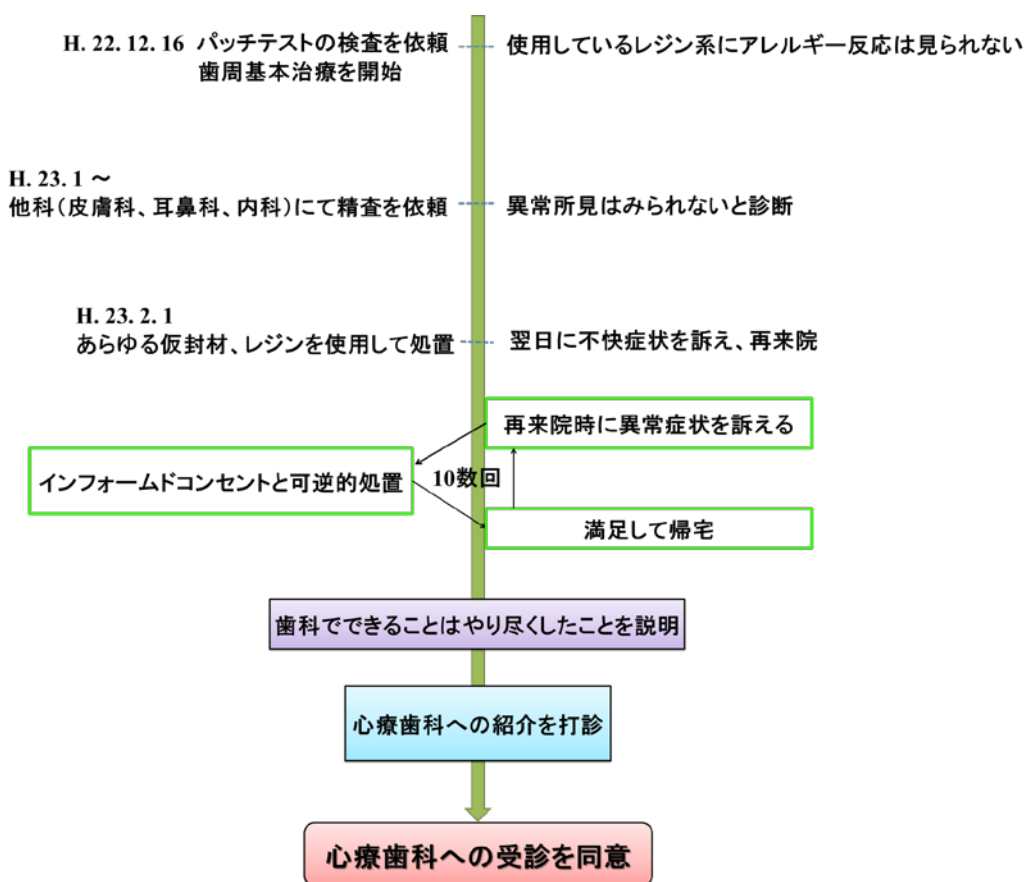 H. 22. 12. 16 パッチテストの検査を依頼
歯周基本治療を開始
使用しているレジン系にアレルギー反応は見られない
H. 23. 1 ～
他科（皮膚科、耳鼻科、内科）にて精査を依頼
異常所見はみられないと診断
H. 23. 2. 1
あらゆる仮封材、レジンを使用して処置
翌日に不快症状を訴え、再来院
再来院時に異常症状を訴える
インフォームドコンセントと可逆的処置
10数回
満足して帰宅
歯科でできることはやり尽くしたことを説明
心療歯科への紹介を打診
心療歯科への受診を同意